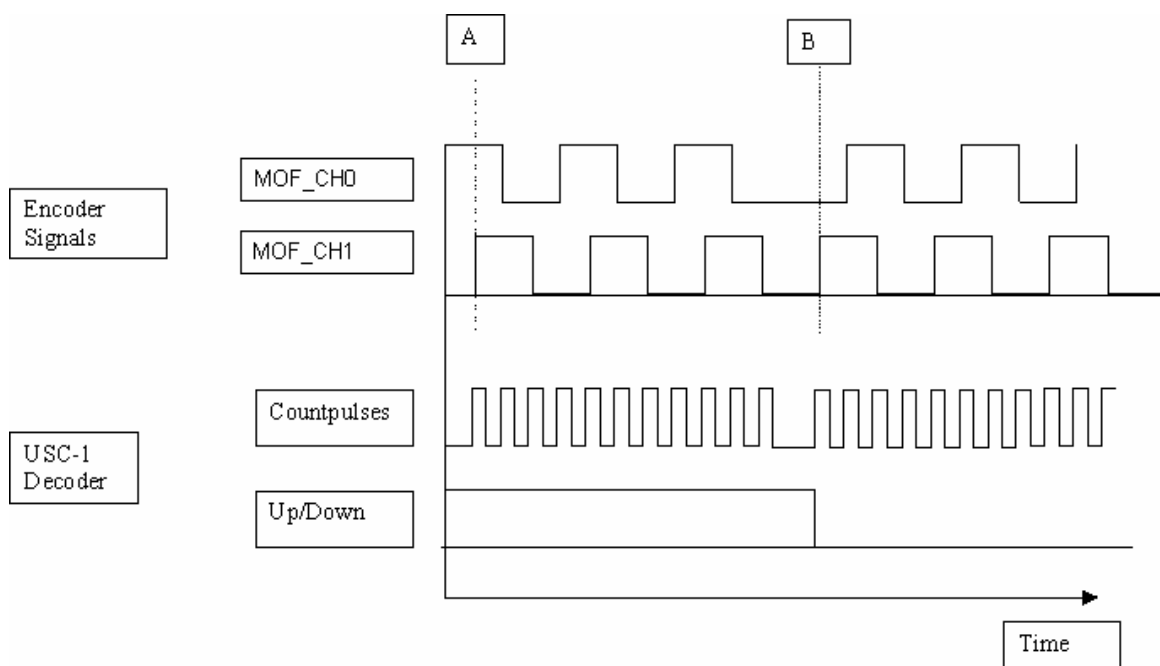 A
B
MOF_CH0
Encoder
Signals
MOF_CH1
Countpulses
USC-1
Decoder
Up/Down
Time